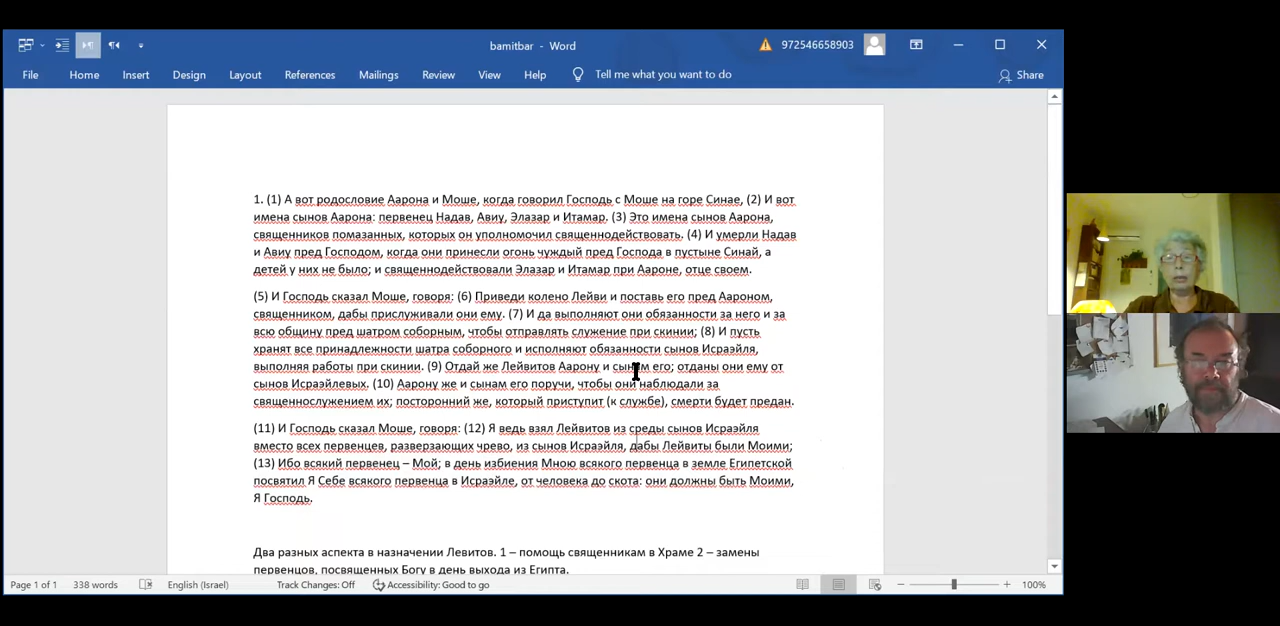 bamitbar - Word
972546658903
File Home Insert Design Layout References Mailings Review View Help Tell me what you want to do Share
1. (1) А вот родословие Аарона и Моше, когда говорил Господь с Моше на горе Синае, (2) И вот
имена сынов Аарона: первенец Надав, Авиу, Элазар и Итамар. (3) Это имена сынов Аарона,
священников помазанных, которых он уполномочил священнодействовать. (4) И умерли Надав
и Авиу пред Господом, когда они принесли огонь чуждый пред Господа в пустыне Синай, а
детей у них не было; и священнодействовали Элазар и Итамар при Аароне, отце своем.
(5) И Господь сказал Моше, говоря: (6) Приведи колено Лейви и поставь его пред Аароном,
священником, дабы прислуживали они ему. (7) И да выполняют они обязанности за него и за
всю общину пред шатром соборным, чтобы отправлять служение при скинии; (8) И пусть
хранят все принадлежности шатра соборного и исполняют обязанности сынов Исраэйля,
выполняя работы при скинии. (9) Отдай же Лейвитов Аарону и сынам его; отданы они ему от
сынов Исраэйлевых. (10) Аарону же и сынам его поручи, чтобы они наблюдали за
священнослужением их; посторонний же, который приступит (к службе), смерти будет предан.
(11) И Господь сказал Моше, говоря: (12) Я ведь взял Лейвитов из среды сынов Исраэйля
вместо всех первенцев, разверзающих чрево, из сынов Исраэйля, дабы Лейвиты были Моими;
(13) Ибо всякий первенец – Мой; в день избиения Мною всякого первенца в земле Египетской
посвятил Я Себе всякого первенца в Исраэйле, от человека до скота: они должны быть Моими,
Я Господь.
Два разных аспекта в назначении Левитов. 1 – помощь священникам в Храме 2 – замены
первенцов, посвященных Богу в день выхода из Египта.
Page 1 of 1 338 words English (Israel) Track Changes: Off Accessibility: Good to go 100%